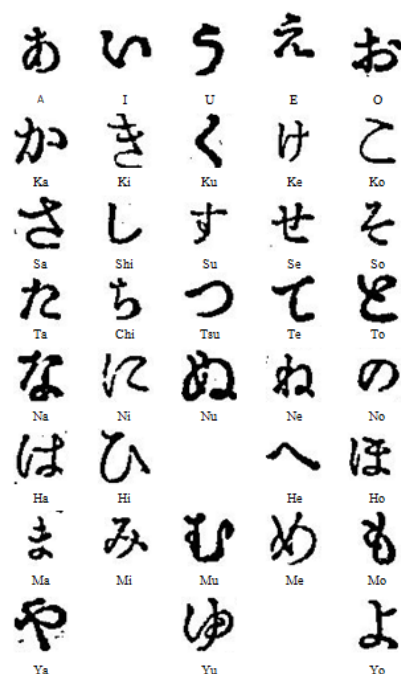 あ い う え お
A I U E O
か き く け こ
Ka Ki Ku Ke Ko
さ し す せ そ
Sa Shi Su Se So
た ち つ て と
Ta Chi Tsu Te To
な に ぬ ね の
Na Ni Nu Ne No
は ひ へ ほ
Ha Hi He Ho
ま み む め も
Ma Mi Mu Me Mo
や ゆ よ
Ya Yu Yo